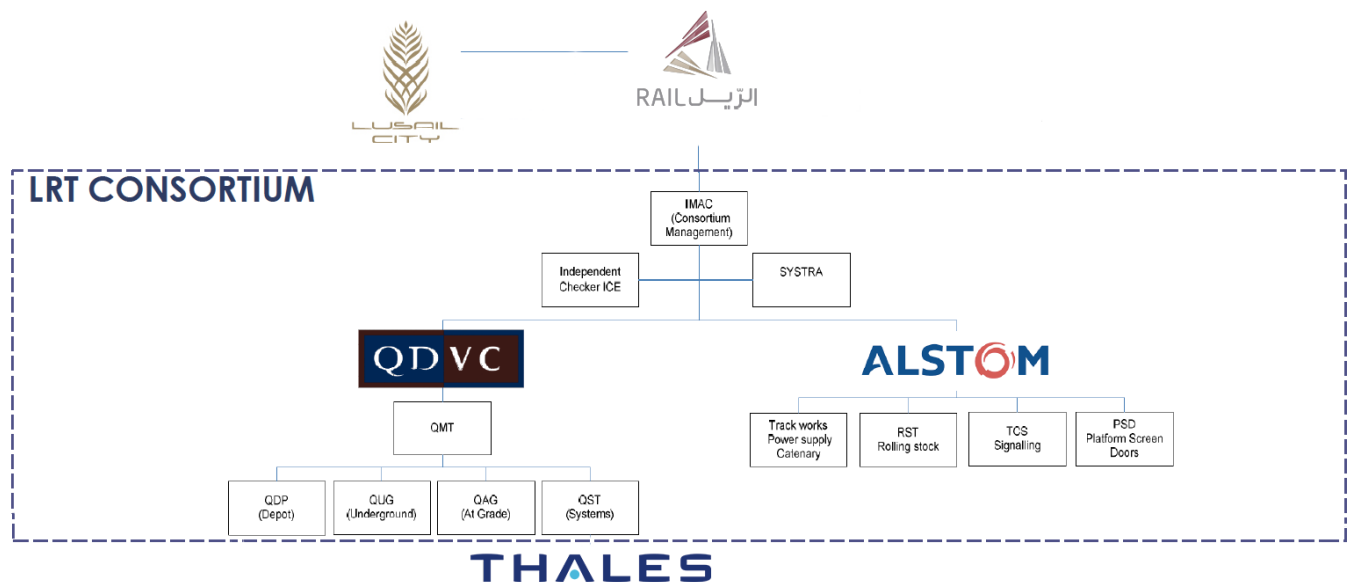 LUSAIL
CITY
RAIL الرّيــل
LRT CONSORTIUM
IMAC
(Consortium
Management)
Independent
Checker ICE
SYSTRA
QDVC
ALSTOM
QMT
Track works
Power supply
Catenary
RST
Rolling stock
TCS
Signalling
PSD
Platform Screen
Doors
QDP
(Depot)
QUG
(Underground)
QAG
(At Grade)
QST
(Systems)
THALES